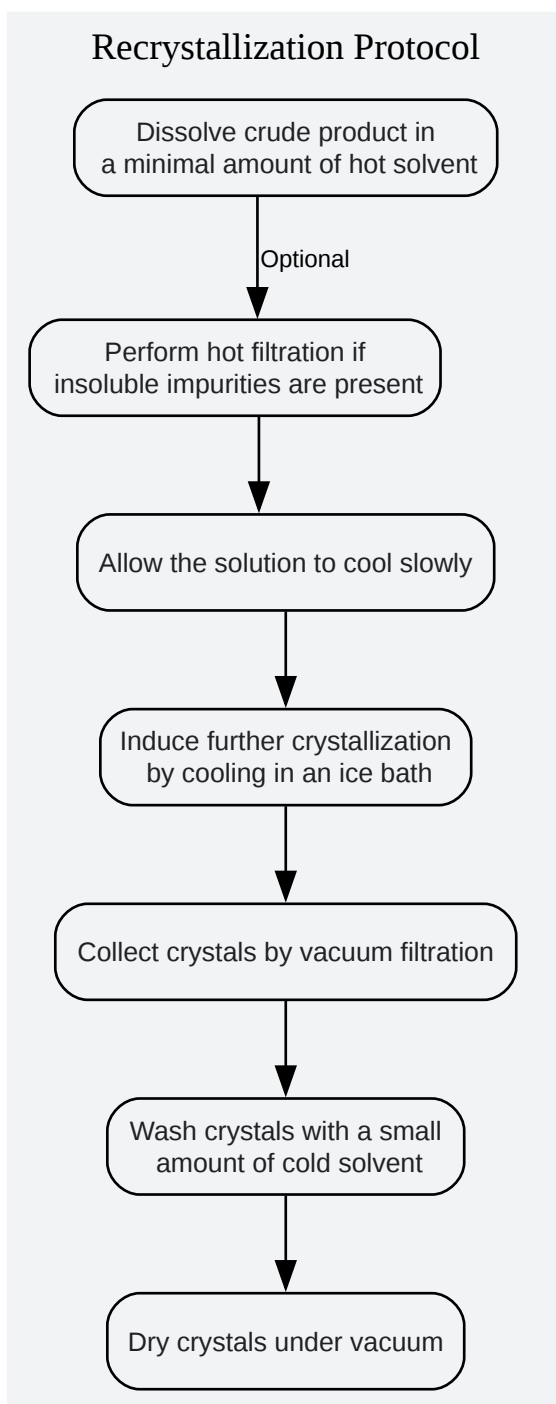 Recrystallization Protocol
Dissolve crude product in
a minimal amount of hot solvent
Optional
Perform hot filtration if
insoluble impurities are present
Allow the solution to cool slowly
Induce further crystallization
by cooling in an ice bath
Collect crystals by vacuum filtration
Wash crystals with a small
amount of cold solvent
Dry crystals under vacuum